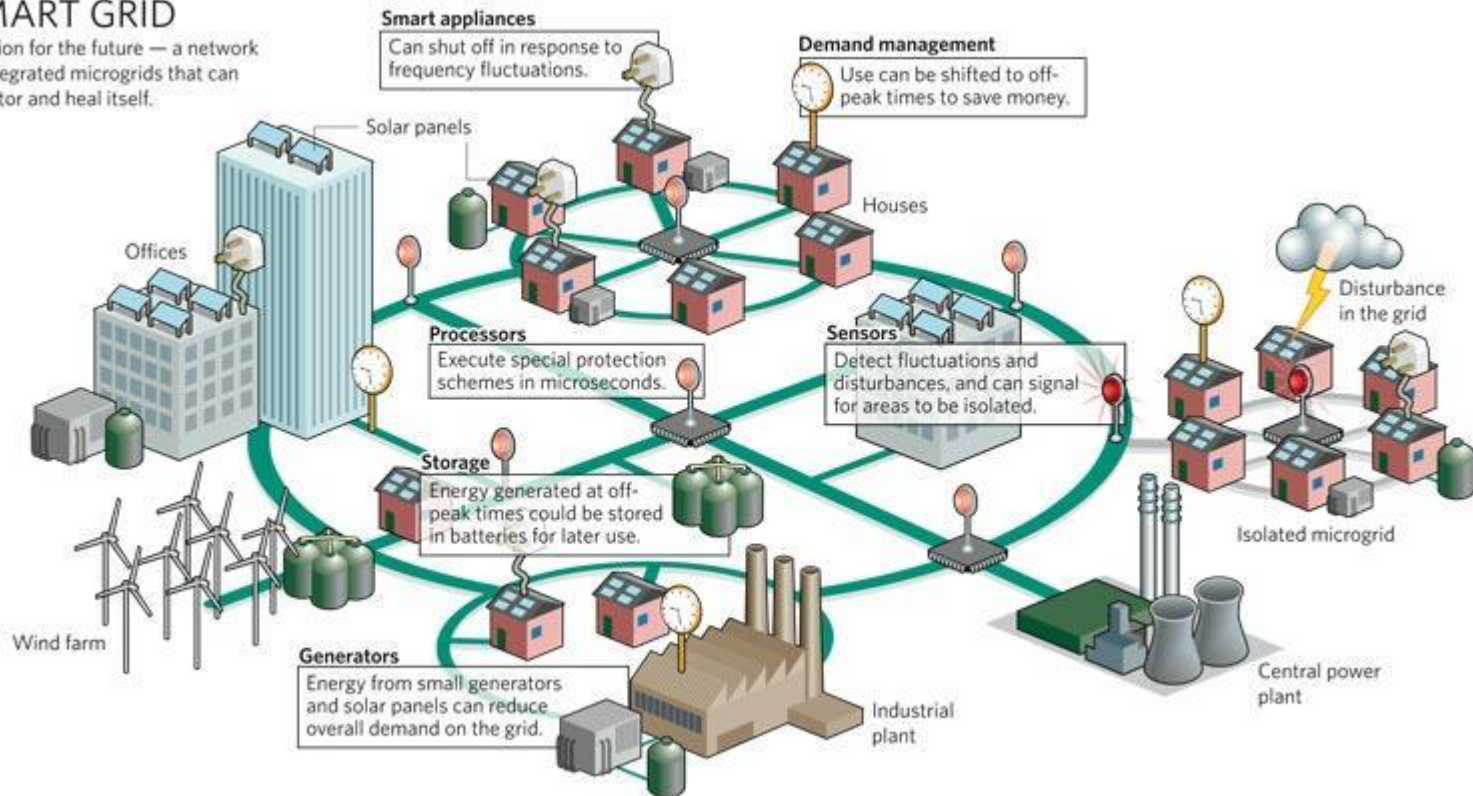 MART GRID
ion for the future — a network
egrated microgrids that can
tor and heal itself.
Smart appliances
Can shut off in response to
frequency fluctuations.
Demand management
Use can be shifted to off-
peak times to save money.
Solar panels
Houses
Offices
Disturbance
in the grid
Processors
Execute special protection
schemes in microseconds.
Sensors
Detect fluctuations and
disturbances, and can signal
for areas to be isolated.
Storage
Energy generated at off-
peak times could be stored
in batteries for later use.
Isolated microgrid
Wind farm
Generators
Energy from small generators
and solar panels can reduce
overall demand on the grid.
Industrial
plant
Central power
plant